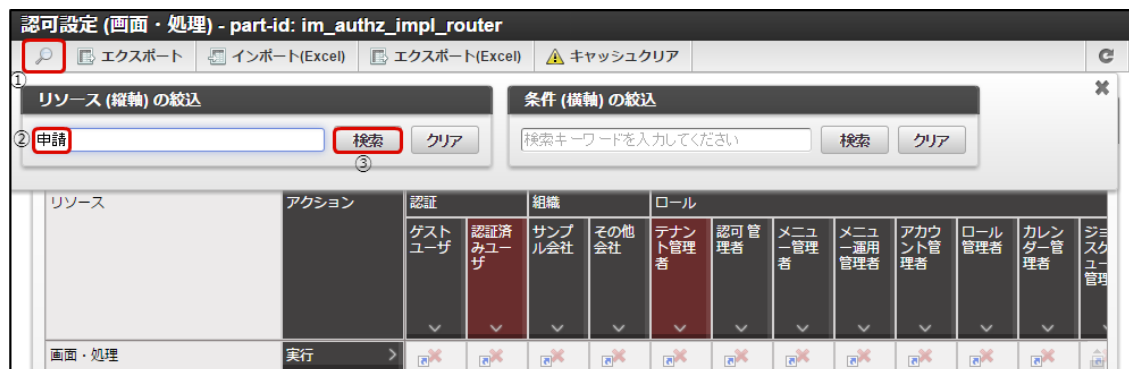 認可設定 (画面・処理) - part-id: im_authz_impl_router
エクスポート インポート(Excel) エクスポート(Excel) キャッシュクリア
①
リソース (縦軸) の絞込 条件 (横軸) の絞込
② 申請 検索 クリア 検索キーワードを入力してください 検索 クリア
③
リソース アクション 認証 組織 ロール
ゲストユーザ 認証済みユーザ サンプル会社 その他会社 テナント管理者 認可管理者 メニュー管理者 メニュー運用管理者 アカウント管理者 ロール管理者 カレンダー管理者
画面・処理 実行